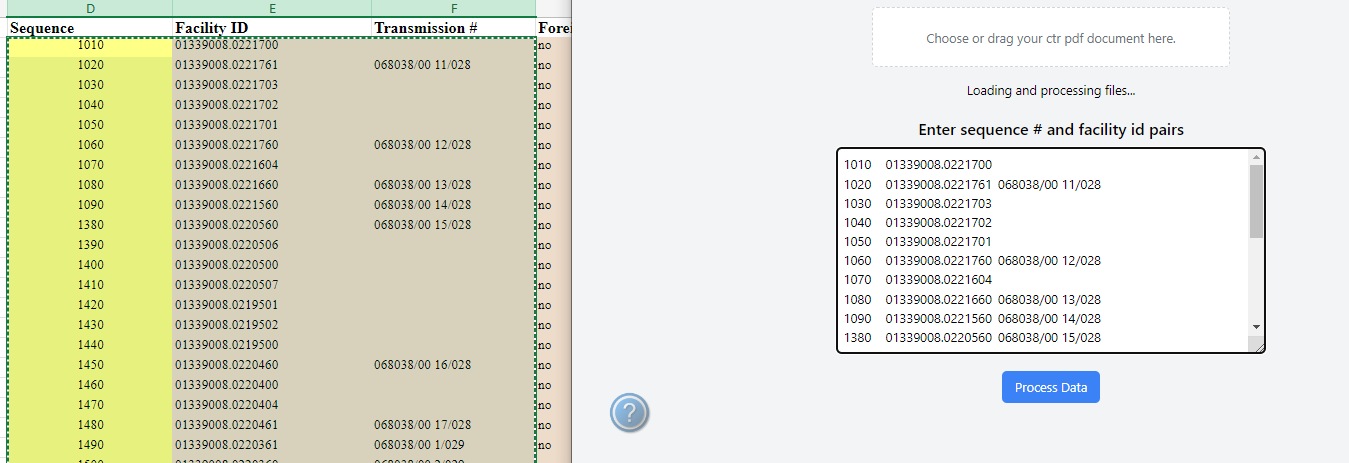 D E F
Sequence Facility ID Transmission #
1010 01339008.0221700 no
1020 01339008.0221761 068038/00 11/028 no
1030 01339008.0221703 no
1040 01339008.0221702 no
1050 01339008.0221701 no
1060 01339008.0221760 068038/00 12/028 no
1070 01339008.0221604 no
1080 01339008.0221660 068038/00 13/028 no
1090 01339008.0221560 068038/00 14/028 no
1380 01339008.0220560 068038/00 15/028 no
1390 01339008.0220506 no
1400 01339008.0220500 no
1410 01339008.0220507 no
1420 01339008.0219501 no
1430 01339008.0219502 no
1440 01339008.0219500 no
1450 01339008.0220460 068038/00 16/028 no
1460 01339008.0220400 no
1470 01339008.0220404 no
1480 01339008.0220461 068038/00 17/028 no
1490 01339008.0220361 068038/00 1/029 no
Choose or drag your ctr pdf document here.
Loading and processing files...
Enter sequence # and facility id pairs
1010 01339008.0221700
1020 01339008.0221761 068038/00 11/028
1030 01339008.0221703
1040 01339008.0221702
1050 01339008.0221701
1060 01339008.0221760 068038/00 12/028
1070 01339008.0221604
1080 01339008.0221660 068038/00 13/028
1090 01339008.0221560 068038/00 14/028
1380 01339008.0220560 068038/00 15/028
Process Data
?